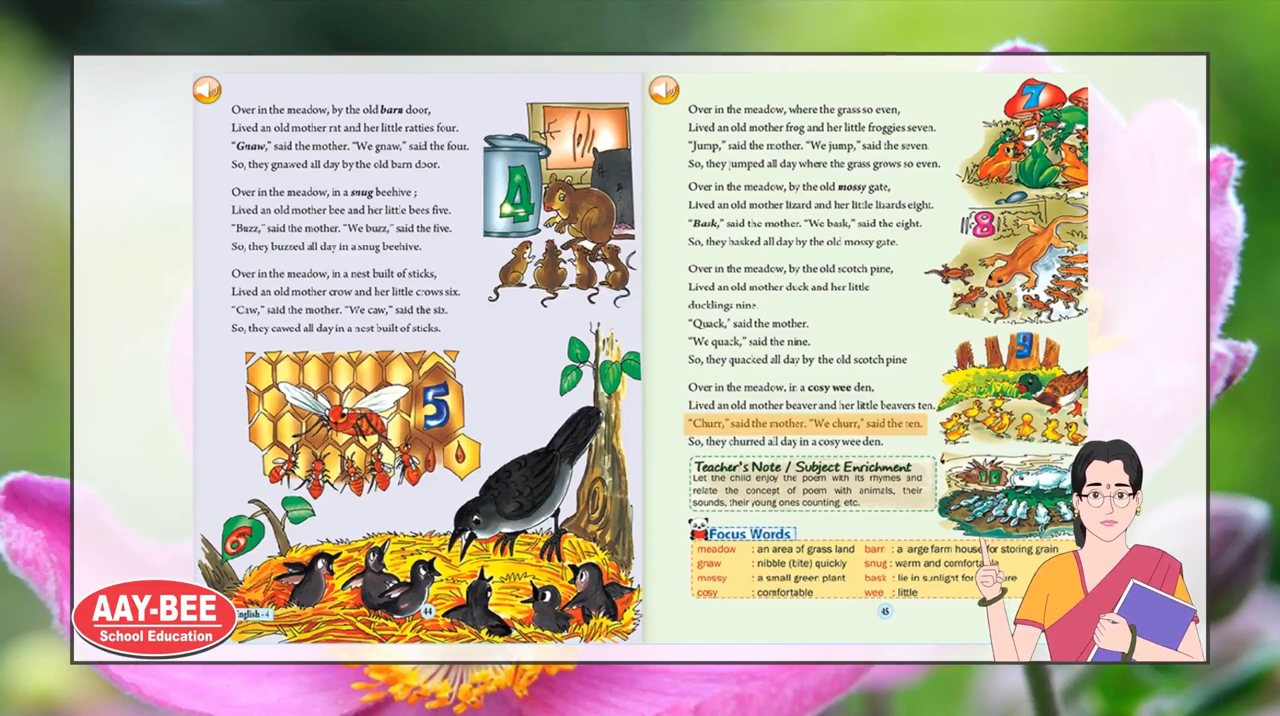 Over in the meadow, by the old barn door,
Lived an old mother rat and her little ratties four.
“Gnaw,” said the mother. “We gnaw,” said the four.
So, they gnawed all day by the old barn door.
Over in the meadow, in a snug beehive ;
Lived an old mother bee and her little bees five.
“Buzz,” said the mother. “We buzz,” said the five.
So, they buzzed all day in a snug beehive.
Over in the meadow, in a nest built of sticks,
Lived an old mother crow and her little crows six.
“Caw,” said the mother. “We caw,” said the six.
So, they cawed all day in a nest built of sticks.
4
5
6
AAY-BEE
School Education
English - 4
44
Over in the meadow, where the grass so even,
Lived an old mother frog and her little froggies seven.
“Jump,” said the mother. “We jump,” said the seven.
So, they jumped all day where the grass grows so even.
Over in the meadow, by the old mossy gate,
Lived an old mother lizard and her little lizards eight.
“Bask,” said the mother. “We bask,” said the eight.
So, they basked all day by the old mossy gate.
Over in the meadow, by the old scotch pine,
Lived an old mother duck and her little
ducklings nine.
“Quack,” said the mother.
“We quack,” said the nine.
So, they quacked all day by the old scotch pine
Over in the meadow, in a cosy wee den,
Lived an old mother beaver and her little beavers ten.
“Churr,” said the mother. “We churr,” said the ten.
So, they churred all day in a cosy wee den.
7
8
9
10
Teacher's Note / Subject Enrichment
Let the child enjoy the poem with its rhymes and
relate the concept of poem with animals, their
sounds, their young ones counting, etc.
Focus Words
meadow : an area of grass land barn : a large farm house for storing grain
gnaw : nibble (bite) quickly snug : warm and comfortable
mossy : a small green plant bask : lie in sunlight for
cosy : comfortable wee : little
45